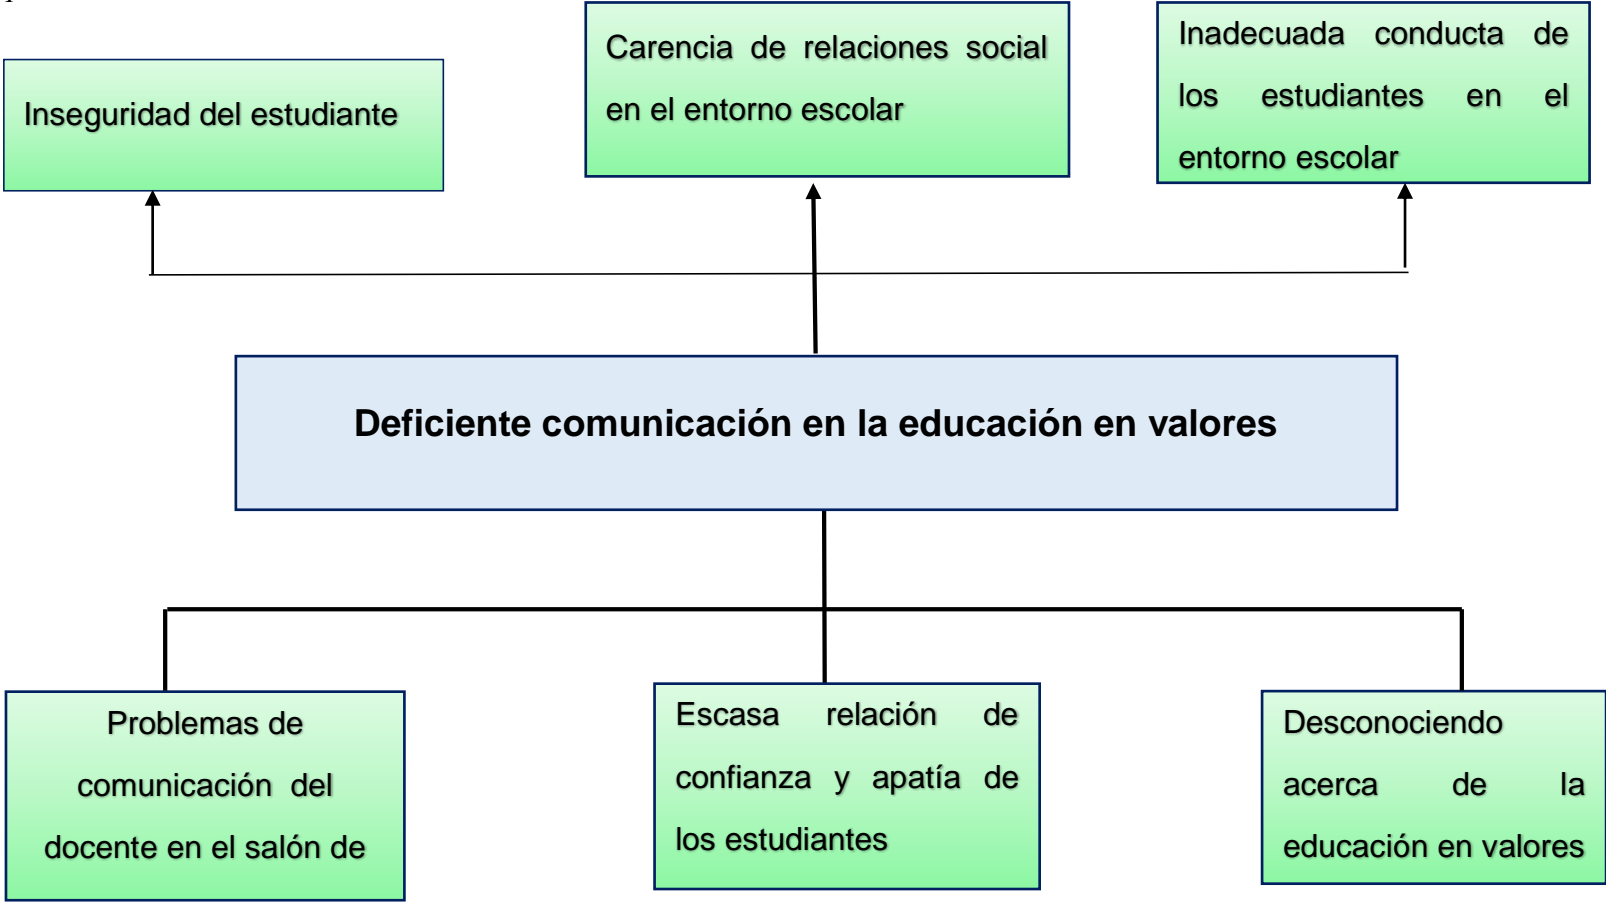 Inseguridad del estudiante
Carencia de relaciones social
en el entorno escolar
Inadecuada conducta de
los estudiantes en el
entorno escolar
Deficiente comunicación en la educación en valores
Problemas de
comunicación del
docente en el salón de
Escasa relación de
confianza y apatía de
los estudiantes
Desconociendo
acerca de la
educación en valores